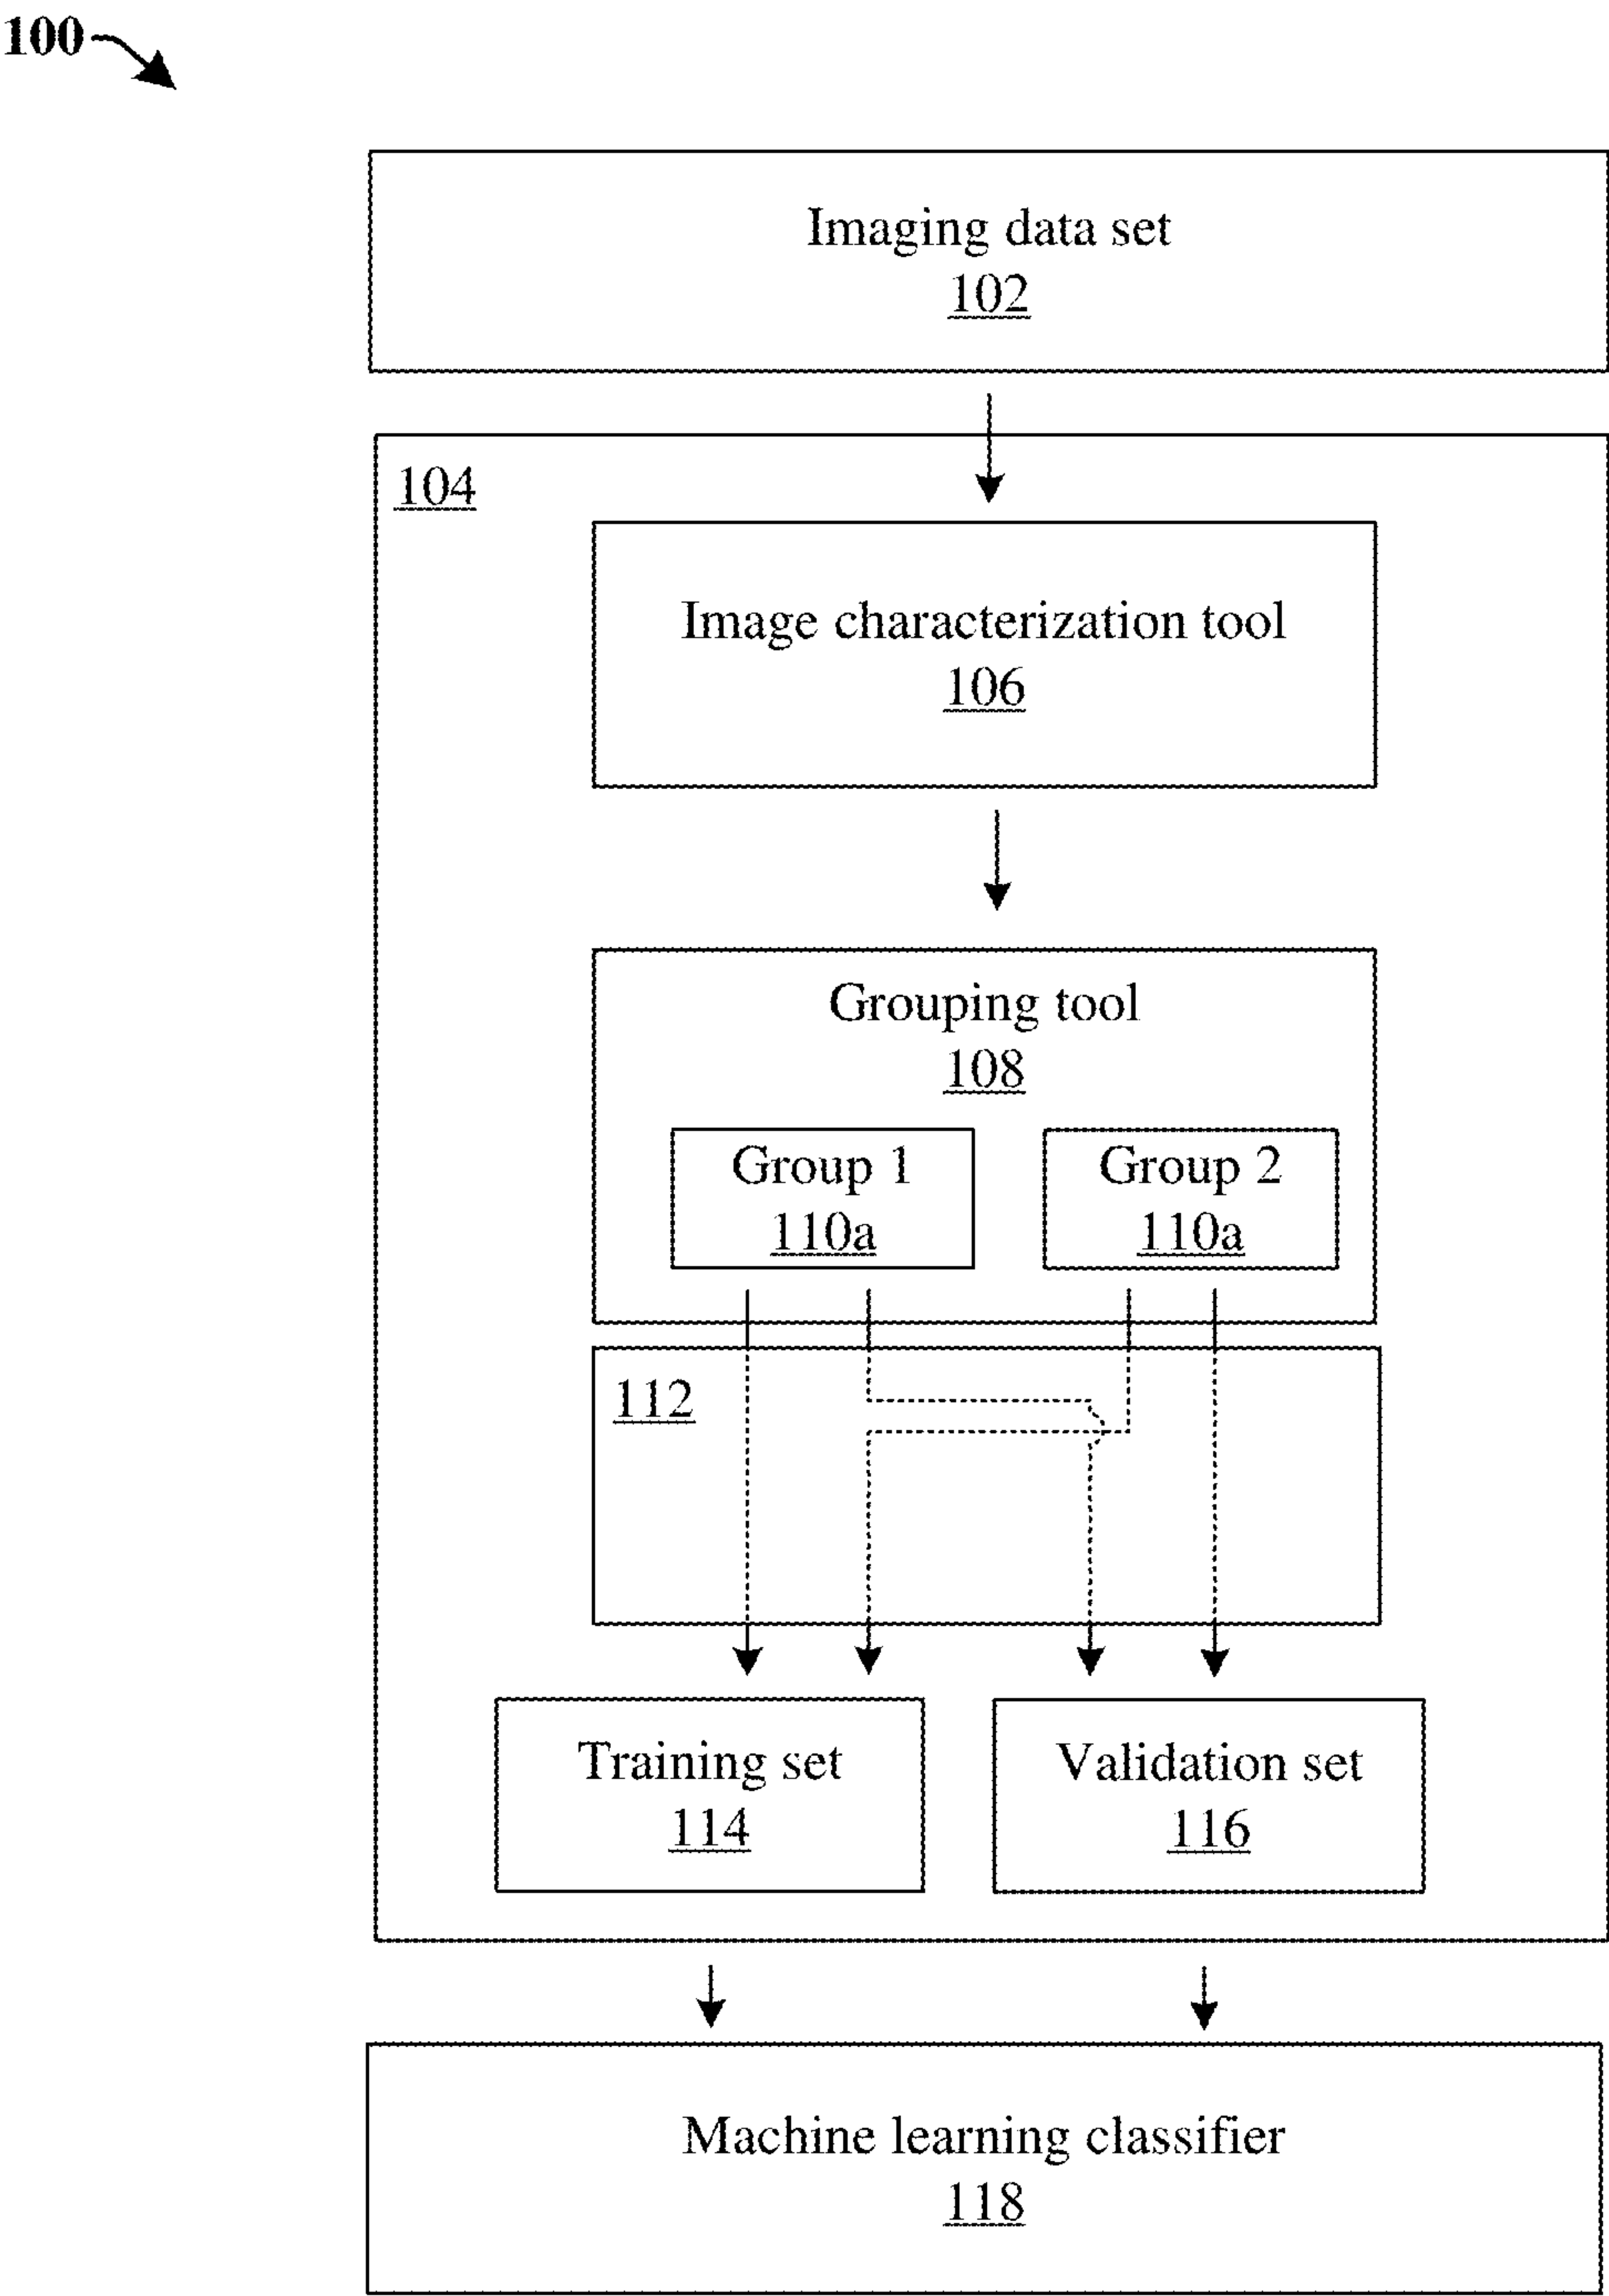 100
Imaging data set
102
104
Image characterization tool
106
Grouping tool
108
Group 1
110a
Group 2
110a
112
Training set
114
Validation set
116
Machine learning classifier
118